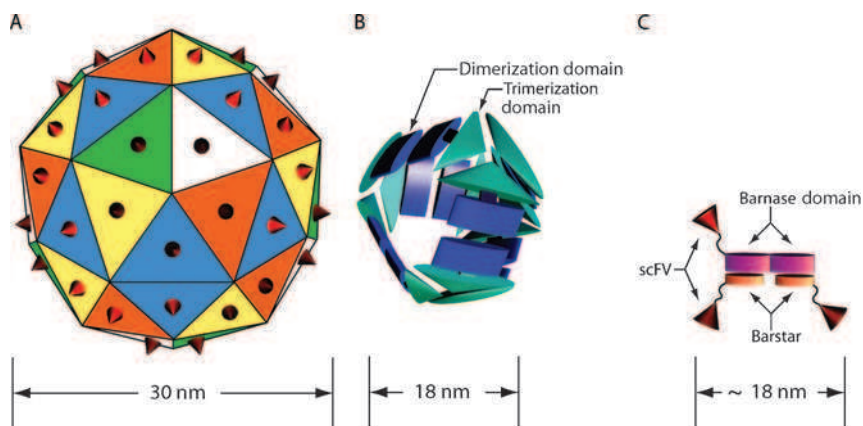 A
B
C
Dimerization domain
Trimerization
domain
Barnase domain
scFV
Barstar
30 nm
18 nm
~ 18 nm